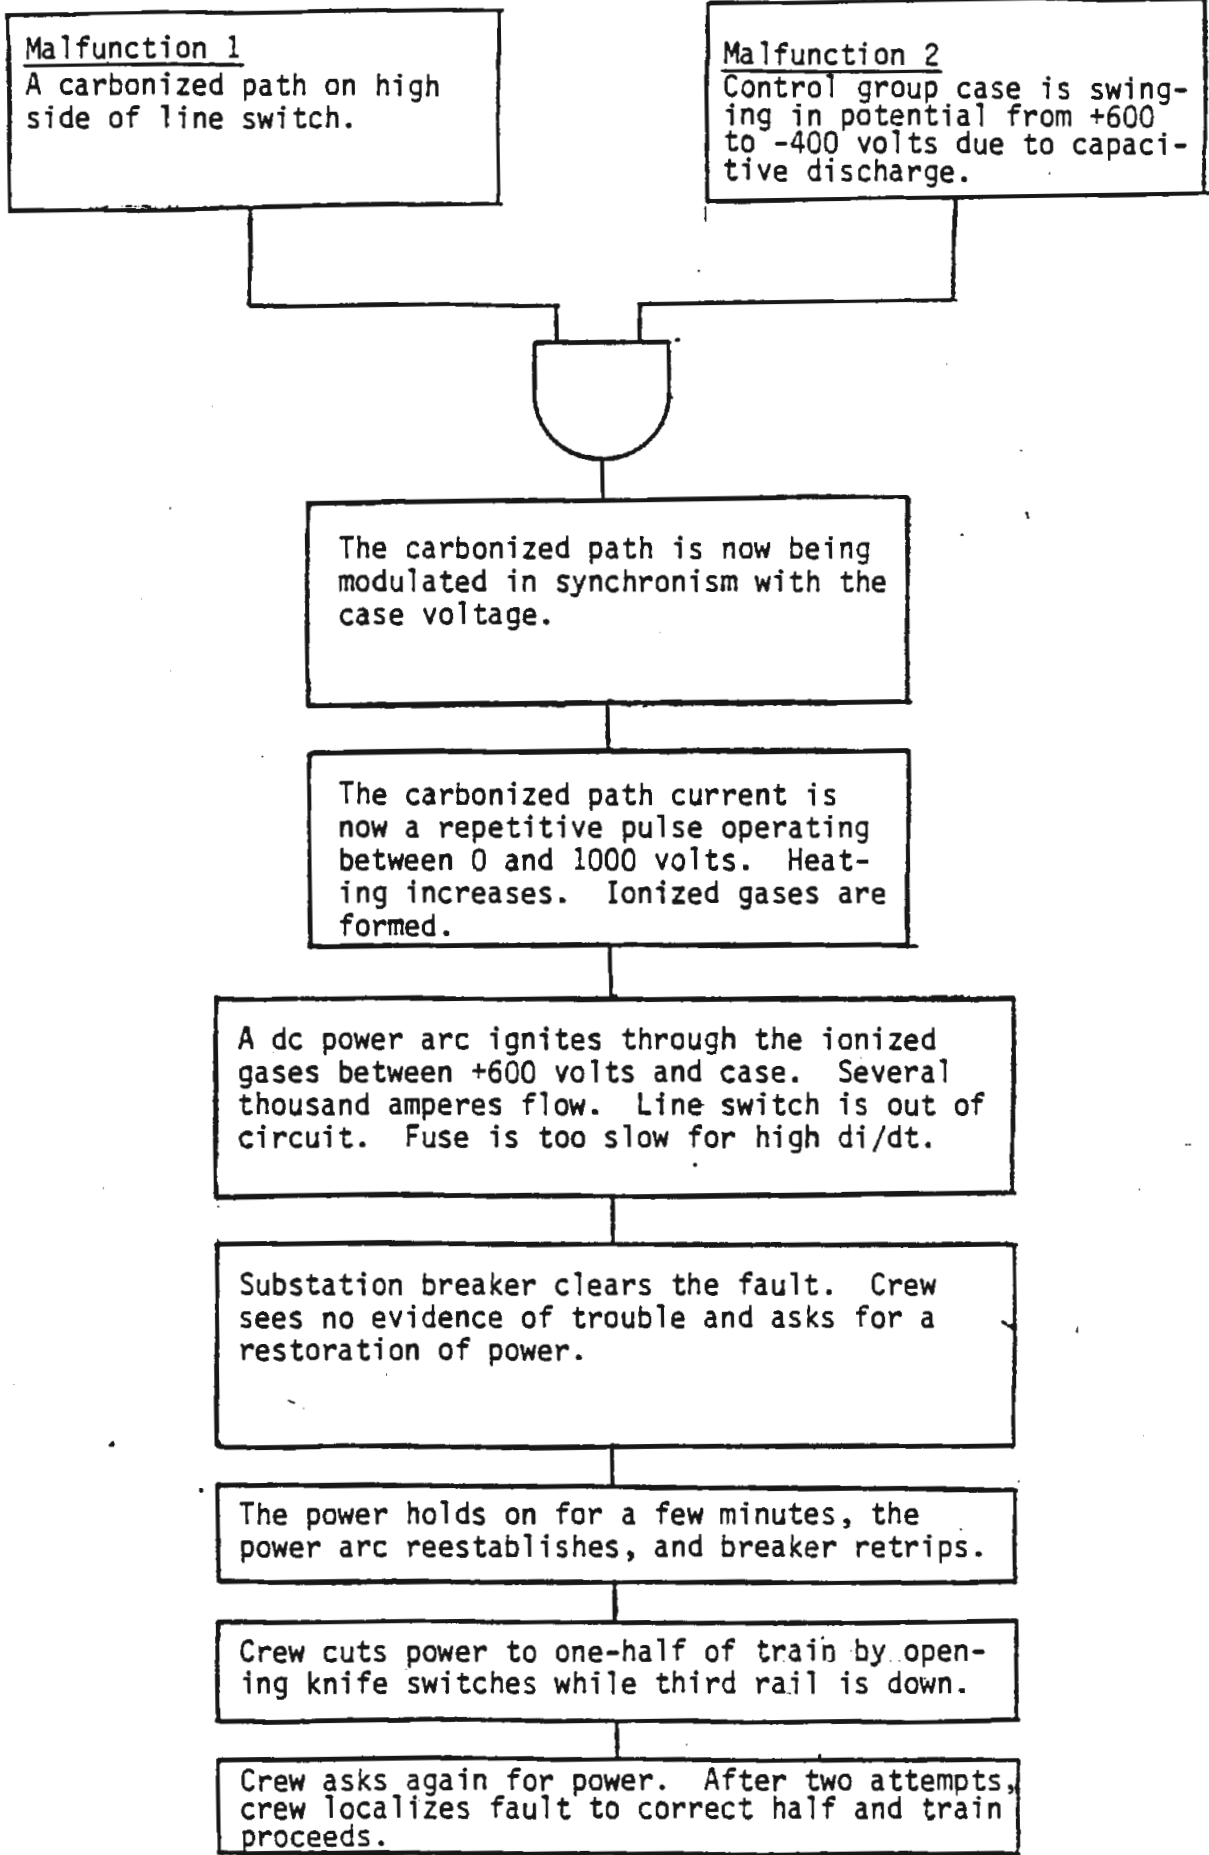 Malfunction 1
A carbonized path on high
side of line switch.
Malfunction 2
Control group case is swing-
ing in potential from +600
to -400 volts due to capaci-
tive discharge.
The carbonized path is now being
modulated in synchronism with the
case voltage.
The carbonized path current is
now a repetitive pulse operating
between 0 and 1000 volts.  Heat-
ing increases.  Ionized gases are
formed.
A dc power arc ignites through the ionized
gases between +600 volts and case.  Several
thousand amperes flow.  Line switch is out of
circuit.  Fuse is too slow for high di/dt.
Substation breaker clears the fault.  Crew
sees no evidence of trouble and asks for a
restoration of power.
The power holds on for a few minutes, the
power arc reestablishes, and breaker retrips.
Crew cuts power to one-half of train by open-
ing knife switches while third rail is down.
Crew asks again for power.  After two attempts,
crew localizes fault to correct half and train
proceeds.